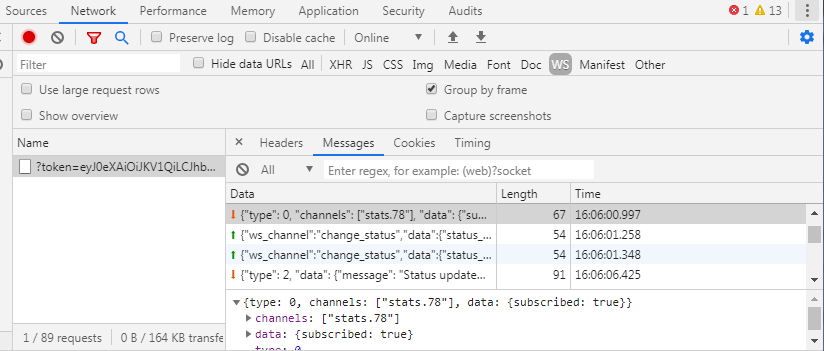 Sources Network Performance Memory Application Security Audits 1 13
Preserve log Disable cache Online
Filter Hide data URLs All XHR JS CSS Img Media Font Doc WS Manifest Other
Use large request rows Group by frame
Show overview Capture screenshots
Name × Headers Messages Cookies Timing
?token=eyJ0eXAiOiJKV1QiLCJhb...
All Enter regex, for example: (web)?socket
Data Length Time
{"type": 0, "channels": ["stats.78"], "data": {"su... 67 16:06:00.997
{"ws_channel":"change_status","data":{"status_... 54 16:06:01.258
{"ws_channel":"change_status","data":{"status_... 54 16:06:01.348
{"type": 2, "data": {"message": "Status update... 91 16:06:06.425
{type: 0, channels: ["stats.78"], data: {subscribed: true}}
channels: ["stats.78"]
data: {subscribed: true}
type: 0
1 / 89 requests 0 B / 164 KB transfe